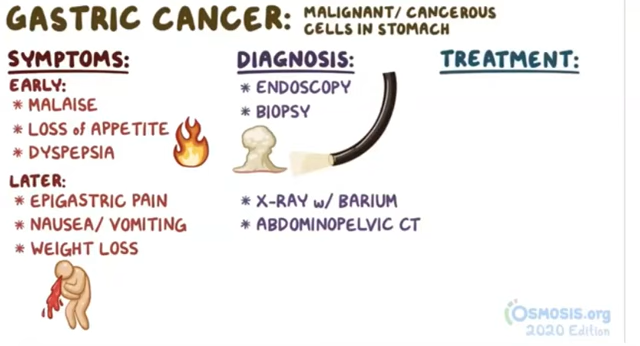 GASTRIC CANCER: MALIGNANT/ CANCEROUS
CELLS IN STOMACH
SYMPTOMS:
EARLY:
* MALAISE
* LOSS of APPETITE
* DYSPEPSIA
LATER:
* EPIGASTRIC PAIN
* NAUSEA/ VOMITING
* WEIGHT LOSS
DIAGNOSIS:
* ENDOSCOPY
* BIOPSY
* X-RAY w/ BARIUM
* ABDOMINOPELVIC CT
TREATMENT:
OSMOSIS.org
2020 Edition